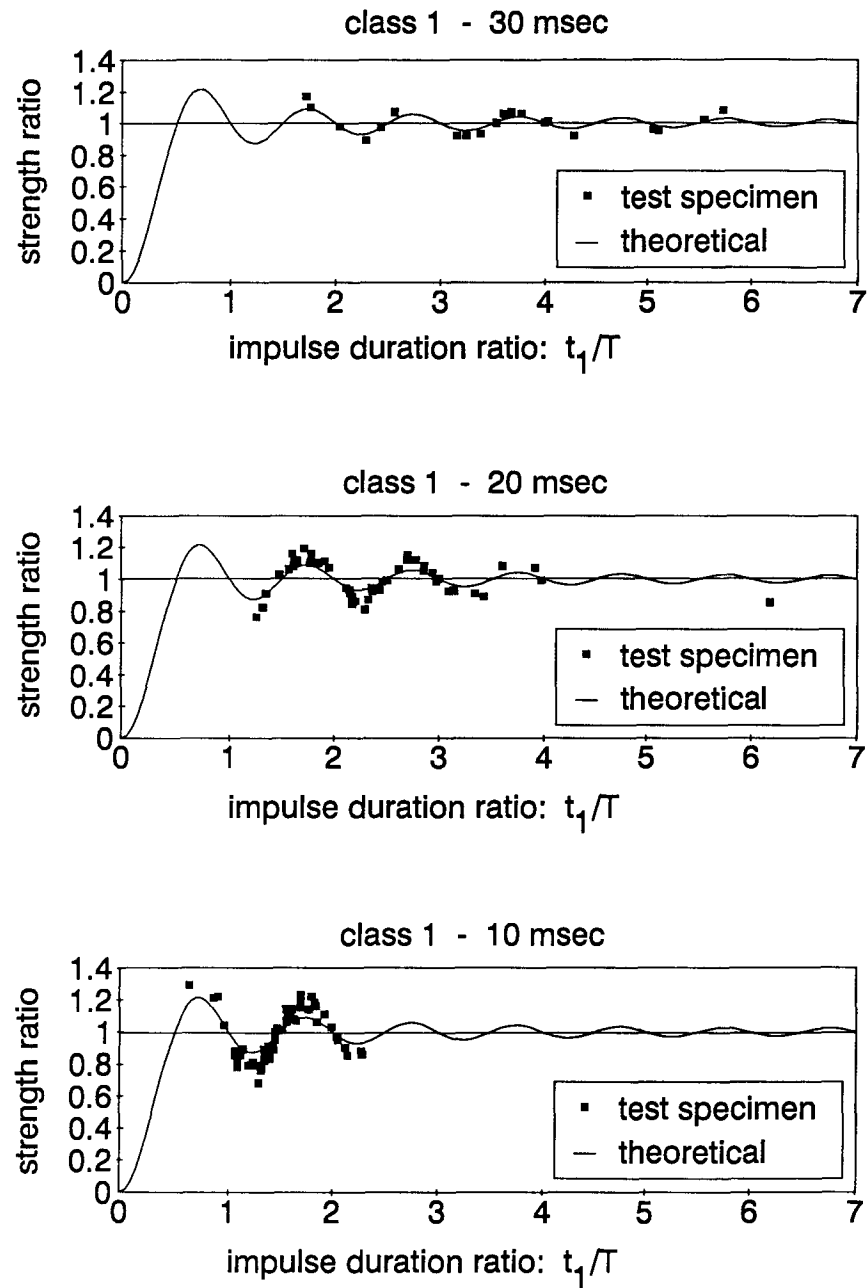 class 1 - 30 msec
1.4
1.2
1
0.8
0.6
0.4
0.2
0
strength ratio
test specimen
theoretical
0 1 2 3 4 5 6 7
impulse duration ratio: t₁/T
class 1 - 20 msec
1.4
1.2
1
0.8
0.6
0.4
0.2
0
strength ratio
test specimen
theoretical
0 1 2 3 4 5 6 7
impulse duration ratio: t₁/T
class 1 - 10 msec
1.4
1.2
1
0.8
0.6
0.4
0.2
0
strength ratio
test specimen
theoretical
0 1 2 3 4 5 6 7
impulse duration ratio: t₁/T